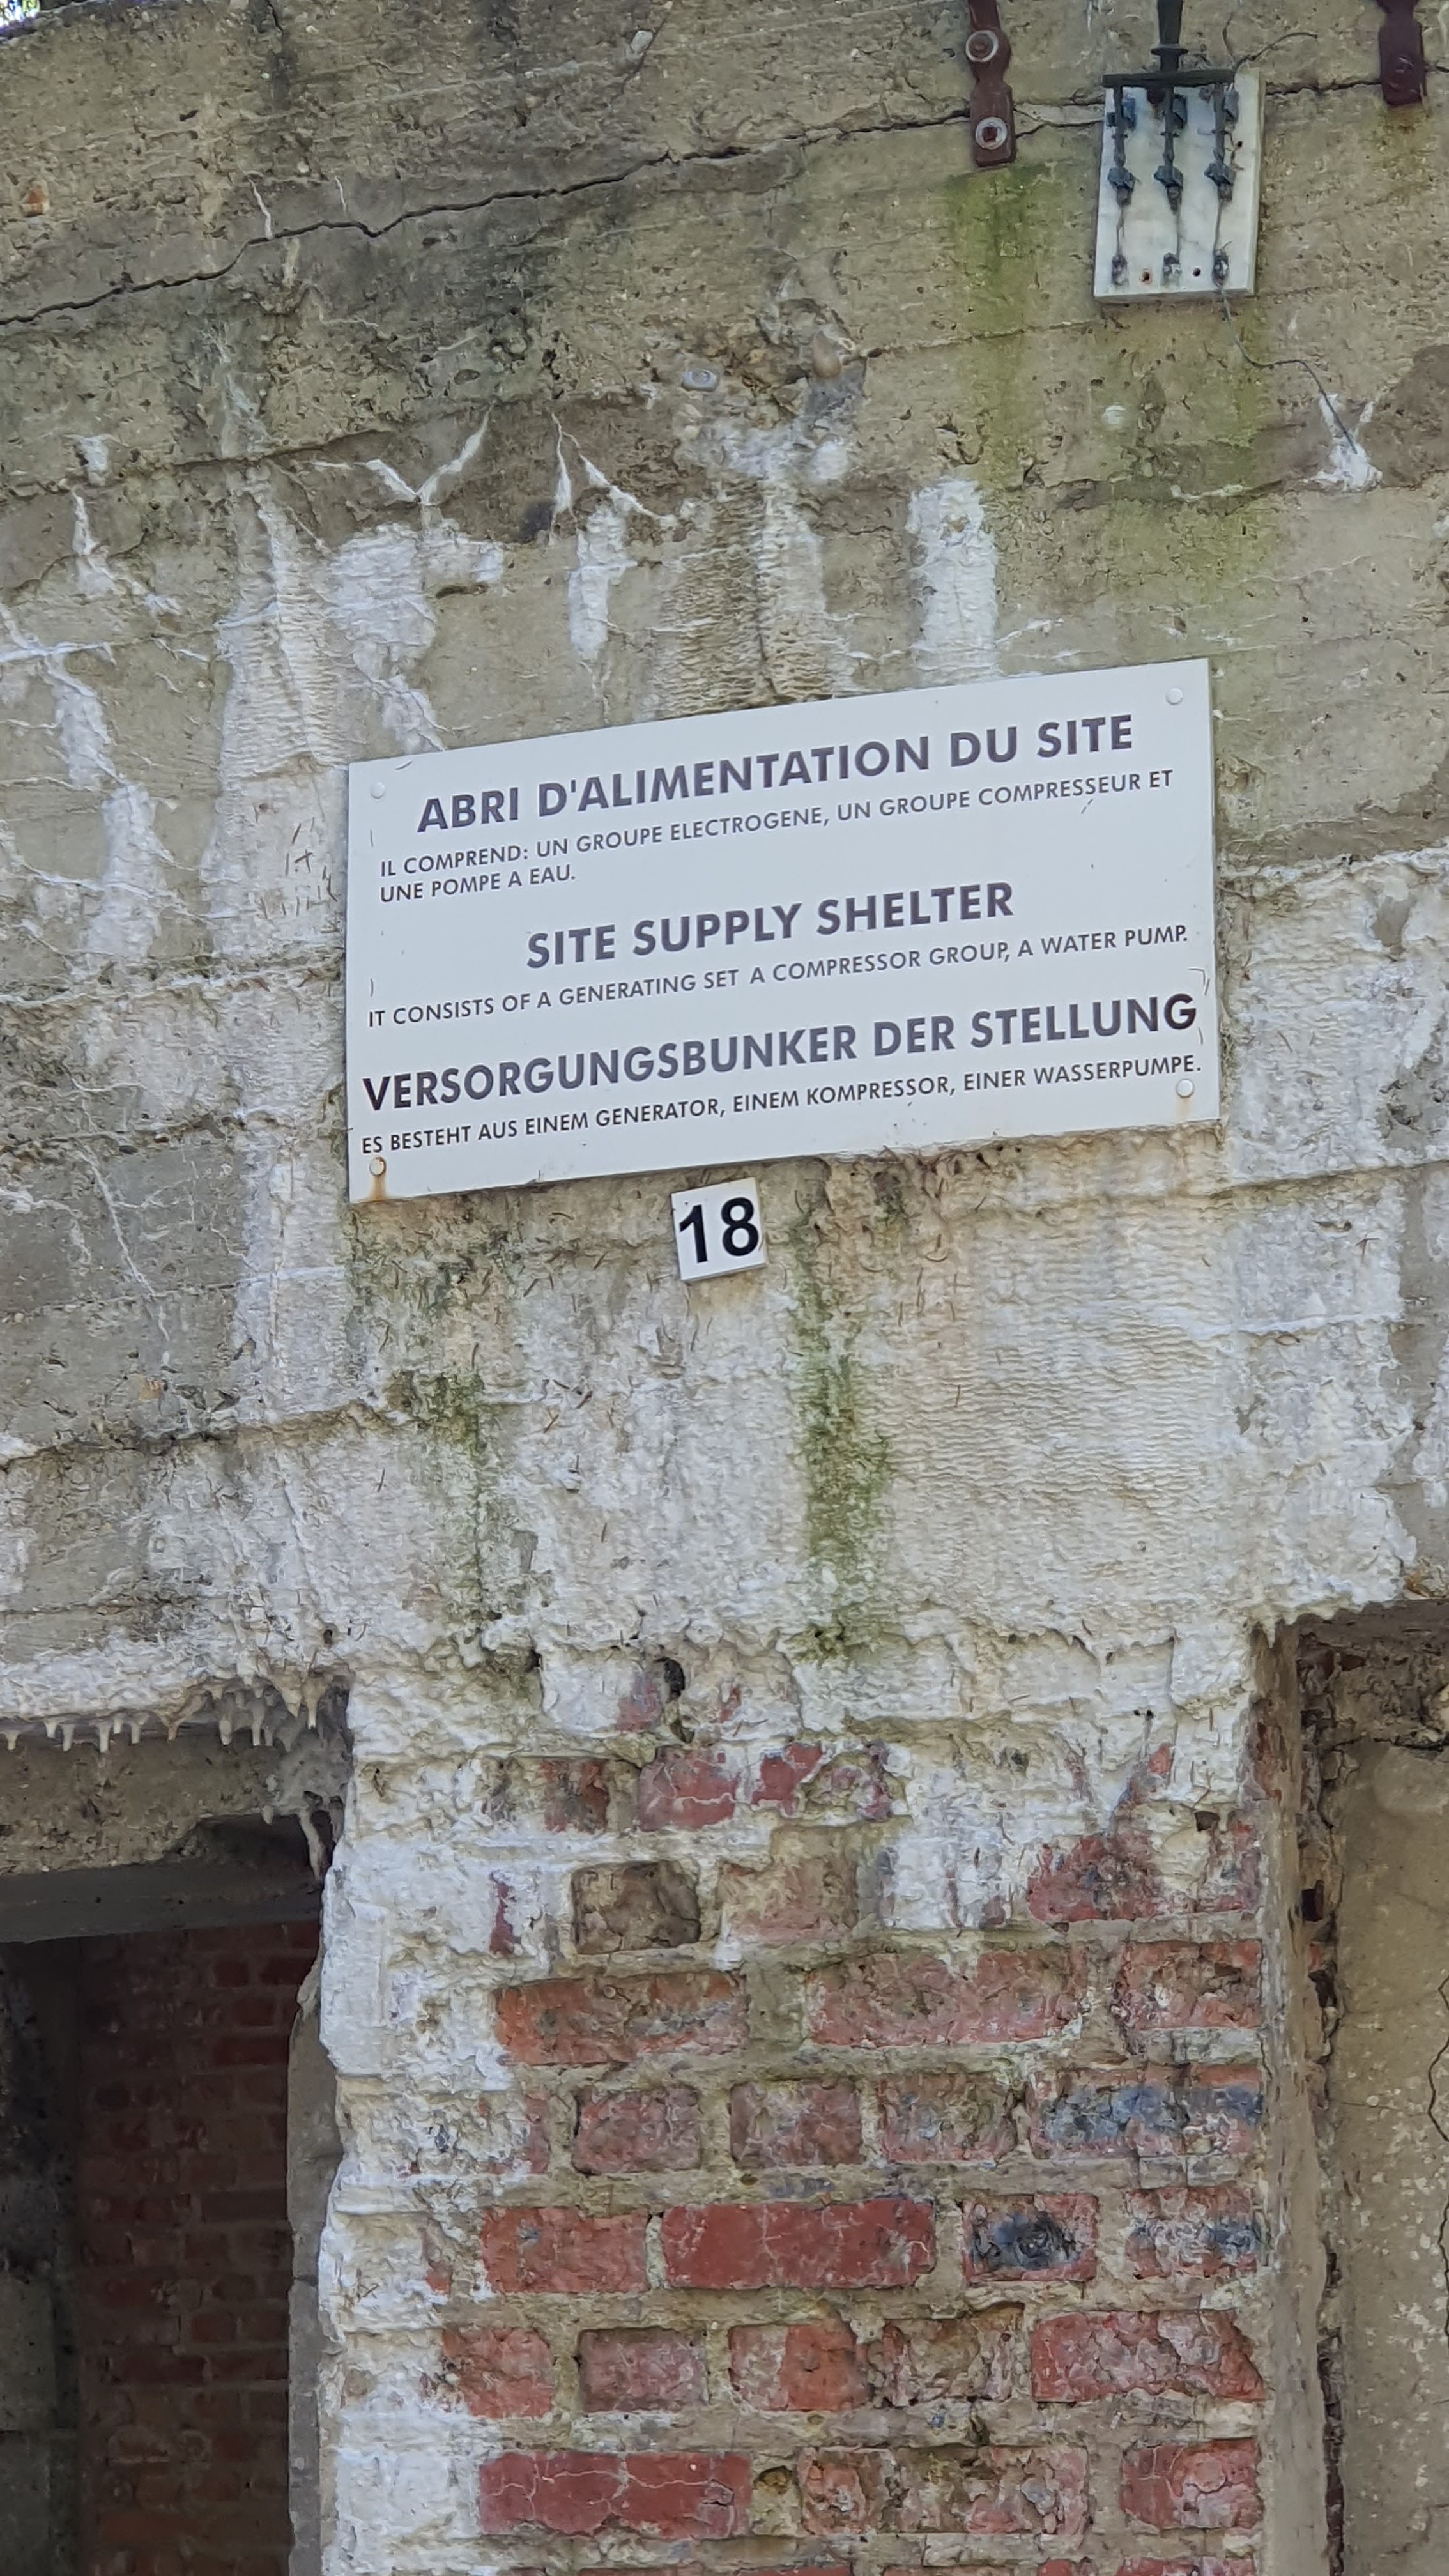 ABRI D'ALIMENTATION DU SITE
IL COMPREND: UN GROUPE ELECTROGENE, UN GROUPE COMPRESSEUR ET
UNE POMPE A EAU.
SITE SUPPLY SHELTER
IT CONSISTS OF A GENERATING SET A COMPRESSOR GROUP, A WATER PUMP.
VERSORGUNGSBUNKER DER STELLUNG
ES BESTEHT AUS EINEM GENERATOR, EINEM KOMPRESSOR, EINER WASSERPUMPE.
18